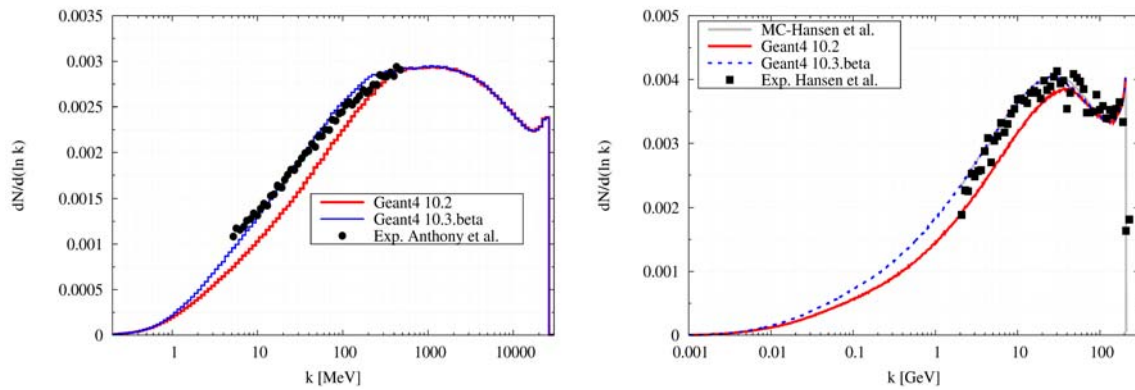 0.0035
0.003
0.0025
0.002
0.0015
0.001
0.0005
0
dN/d(ln k)
Geant4 10.2
Geant4 10.3.beta
Exp. Anthony et al.
1 10 100 1000 10000
k [MeV]
0.005
0.004
0.003
0.002
0.001
0
dN/d(ln k)
MC-Hansen et al.
Geant4 10.2
Geant4 10.3.beta
Exp. Hansen et al.
0.001 0.01 0.1 1 10 100
k [GeV]